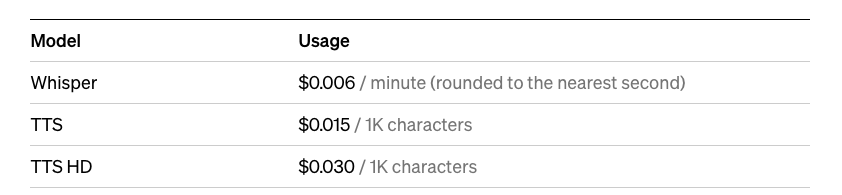 Model Usage
Whisper $0.006 / minute (rounded to the nearest second)
TTS $0.015 / 1K characters
TTS HD $0.030 / 1K characters